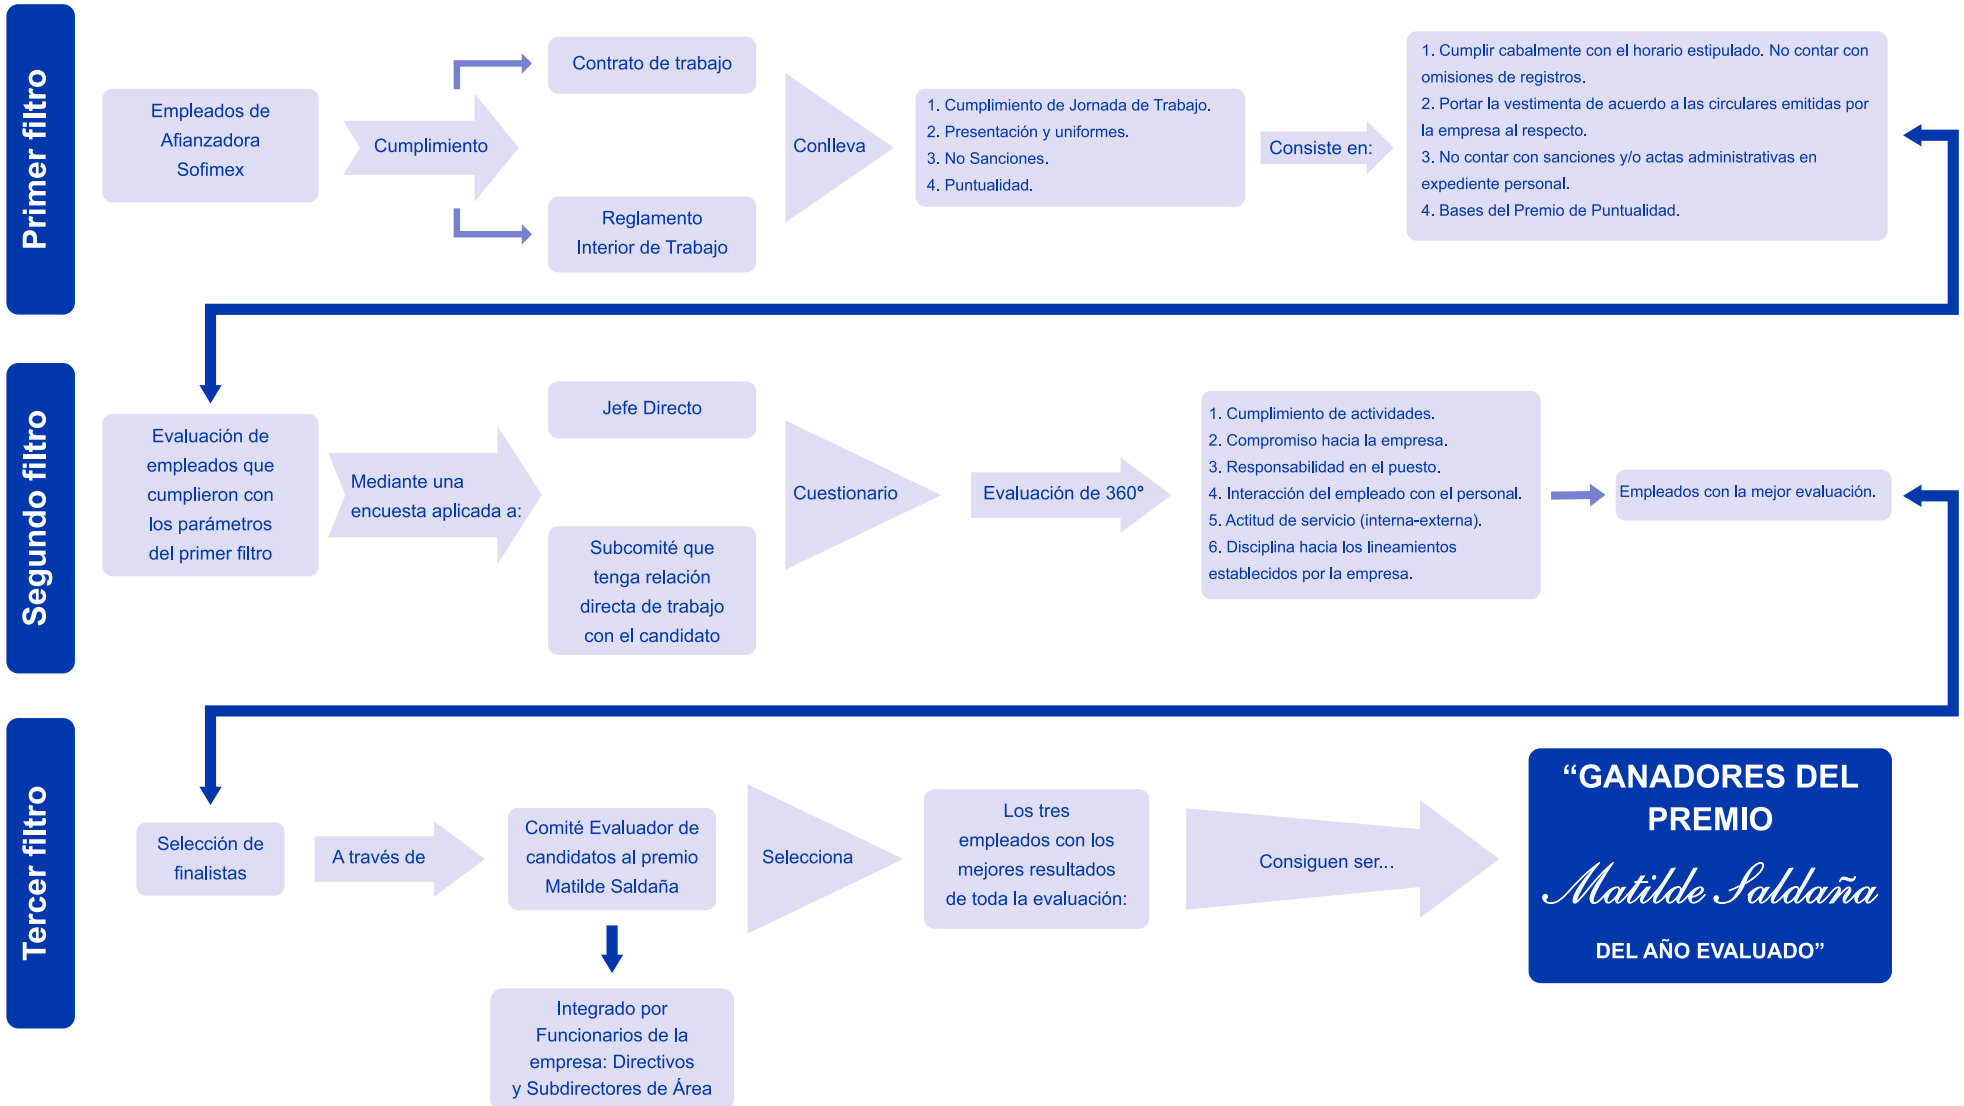 Primer filtro
Empleados de
Afianzadora
Sofimex
Cumplimiento
Contrato de trabajo
Reglamento
Interior de Trabajo
Conlleva
1. Cumplimiento de Jornada de Trabajo.
2. Presentación y uniformes.
3. No Sanciones.
4. Puntualidad.
Consiste en:
1. Cumplir cabalmente con el horario estipulado. No contar con
omisiones de registros.
2. Portar la vestimenta de acuerdo a las circulares emitidas por
la empresa al respecto.
3. No contar con sanciones y/o actas administrativas en
expediente personal.
4. Bases del Premio de Puntualidad.
Segundo filtro
Evaluación de
empleados que
cumplieron con
los parámetros
del primer filtro
Mediante una
encuesta aplicada a:
Jefe Directo
Subcomité que
tenga relación
directa de trabajo
con el candidato
Cuestionario
Evaluación de 360°
1. Cumplimiento de actividades.
2. Compromiso hacia la empresa.
3. Responsabilidad en el puesto.
4. Interacción del empleado con el personal.
5. Actitud de servicio (interna-externa).
6. Disciplina hacia los lineamientos
establecidos por la empresa.
Empleados con la mejor evaluación.
Tercer filtro
Selección de
finalistas
A través de
Comité Evaluador de
candidatos al premio
Matilde Saldaña
Integrado por
Funcionarios de la
empresa: Directivos
y Subdirectores de Área
Selecciona
Los tres
empleados con los
mejores resultados
de toda la evaluación:
Consiguen ser...
“GANADORES DEL
PREMIO
Matilde Saldaña
DEL AÑO EVALUADO”